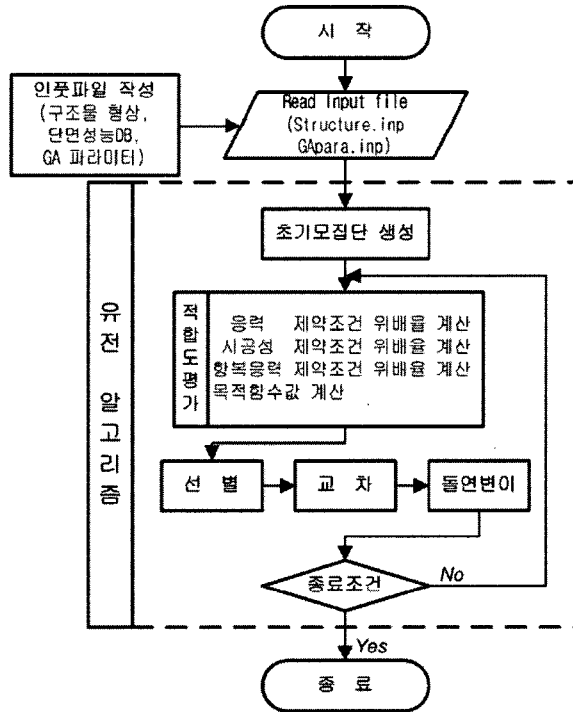 시 작
인풋파일 작성
(구조물 형상,
단면성능DB,
GA 파라미터)
Read Input file
(Structure.inp
GApara.inp)
유전 알고리즘
초기모집단 생성
적합도평가
응력 제약조건 위배율 계산
시공성 제약조건 위배율 계산
항복응력 제약조건 위배율 계산
목적함수값 계산
선 별
교 차
돌연변이
종료조건
No
Yes
종 료